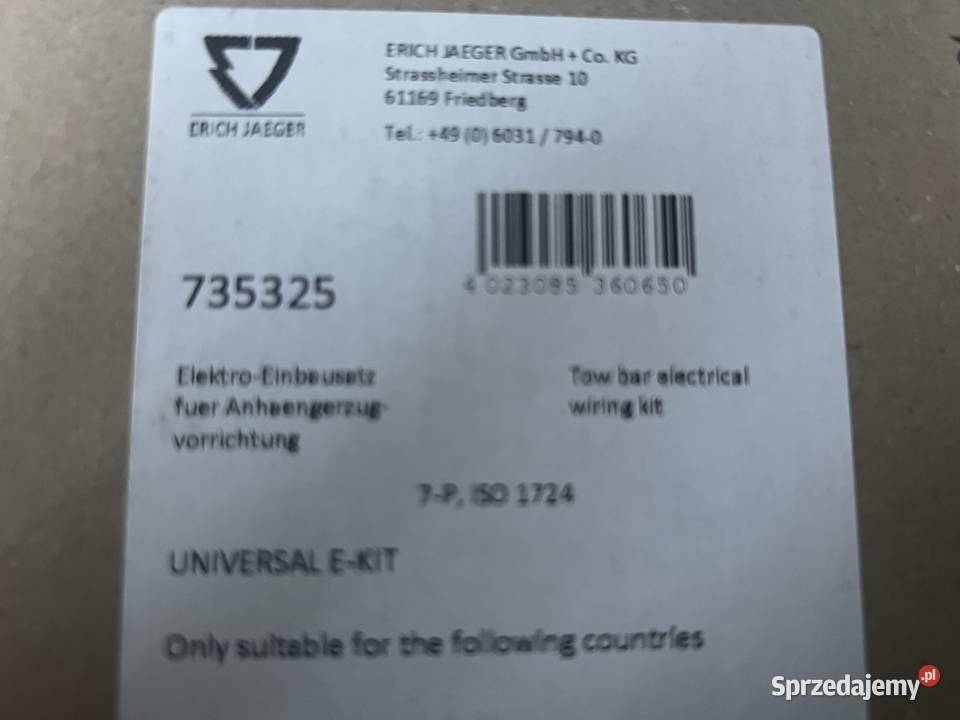 ERICH JAEGER GmbH + Co. KG
Strassheimer Strasse 10
61169 Friedberg
Tel.: +49 (0) 6031 / 794-0
ERICH JAEGER
4 023085 360650
735325
Elektro-Einbausatz
fuer Anhaengerzug-
vorrichtung
Tow bar electrical
wiring kit
7-P, ISO 1724
UNIVERSAL E-KIT
Only suitable for the following countries
Sprzedajemy.pl